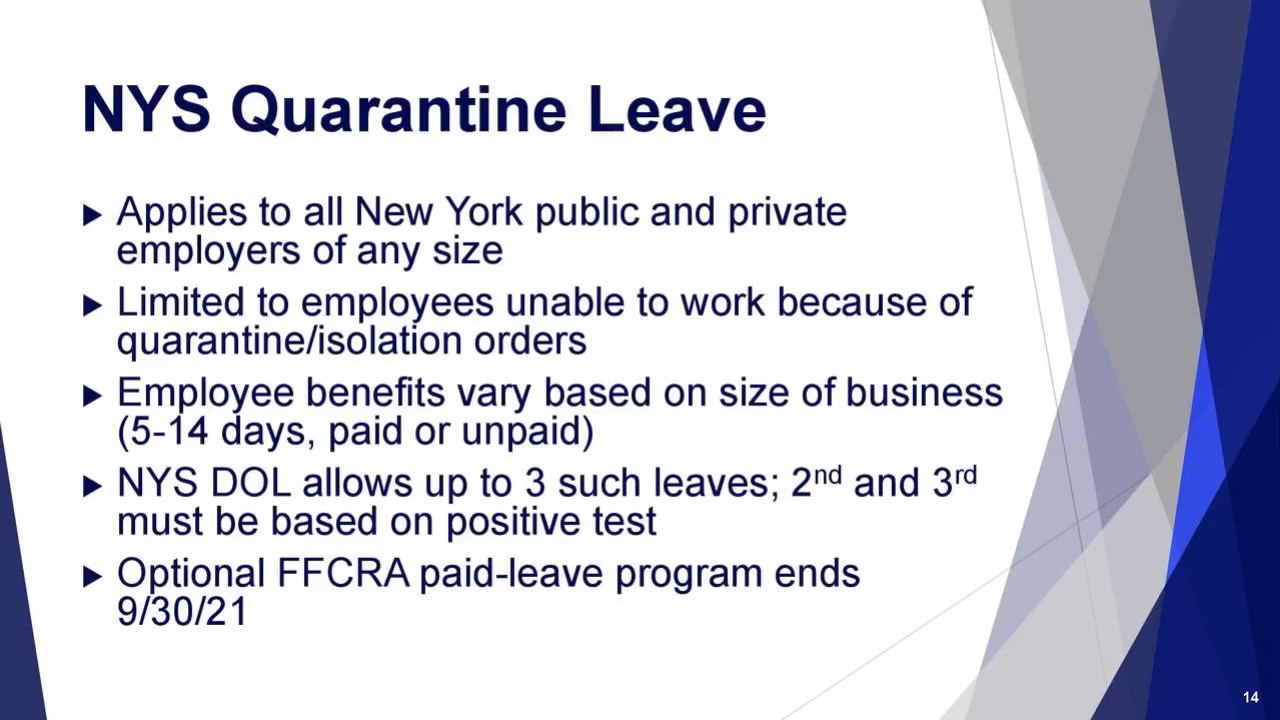 NYS Quarantine Leave
Applies to all New York public and private
employers of any size
Limited to employees unable to work because of
quarantine/isolation orders
Employee benefits vary based on size of business
(5-14 days, paid or unpaid)
NYS DOL allows up to 3 such leaves; 2nd and 3rd
must be based on positive test
Optional FFCRA paid-leave program ends
9/30/21
14